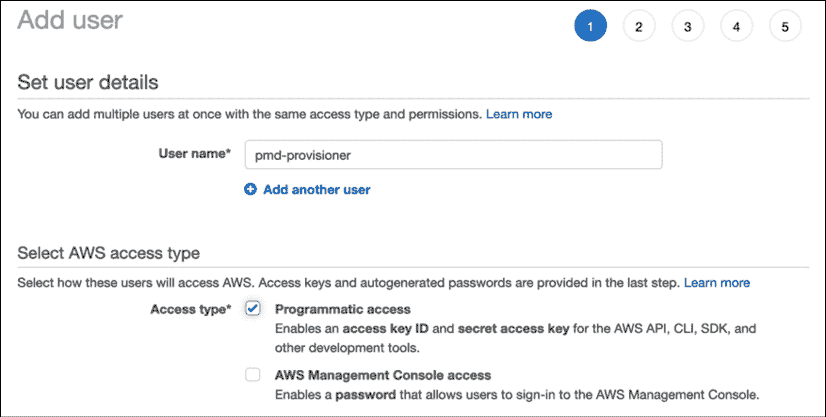 Add user
1 2 3 4 5
Set user details
You can add multiple users at once with the same access type and permissions. Learn more
User name* pmd-provisioner
Add another user
Select AWS access type
Select how these users will access AWS. Access keys and autogenerated passwords are provided in the last step. Learn more
Access type* Programmatic access
Enables an access key ID and secret access key for the AWS API, CLI, SDK, and
other development tools.
AWS Management Console access
Enables a password that allows users to sign-in to the AWS Management Console.